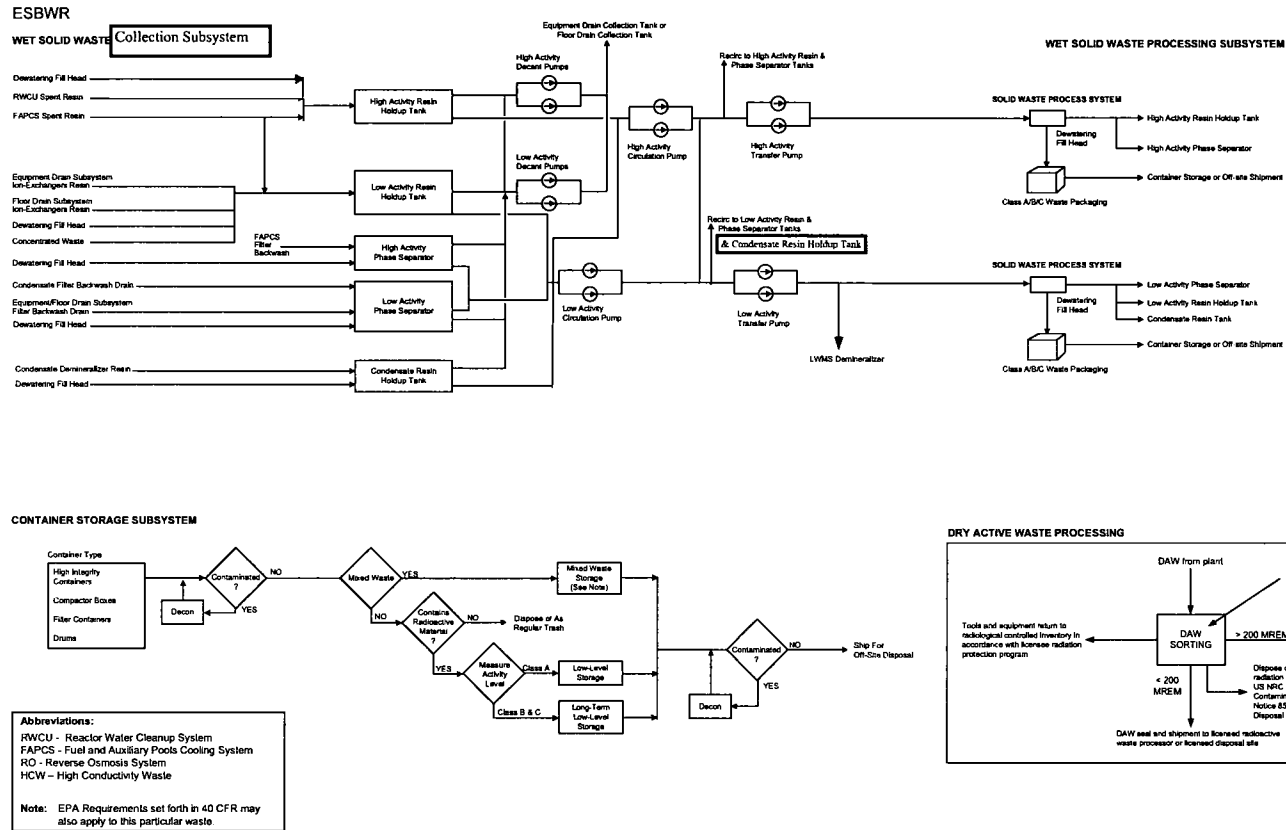 ESBWR
WET SOLID WASTE Collection Subsystem
Equipment Drain Collection Tank or
Floor Drain Collection Tank
WET SOLID WASTE PROCESSING SUBSYSTEM
Dewatering Fill Head
RWCU Spent Resin
FAPCS Spent Resin
High Activity Resin
Holdup Tank
High Activity
Decant Pumps
Recirc to High Activity Resin &
Phase Separator Tanks
High Activity
Circulation Pump
High Activity
Transfer Pump
SOLID WASTE PROCESS SYSTEM
High Activity Resin Holdup Tank
Dewatering
Fill Head
High Activity Phase Separator
Container Storage or Off-site Shipment
Class A/B/C Waste Packaging
Equipment Drain Subsystem
Ion-Exchangers Resin
Floor Drain Subsystem
Ion-Exchangers Resin
Dewatering Fill Head
Concentrated Waste
Low Activity Resin
Holdup Tank
Low Activity
Decant Pumps
FAPCS
Filter
Backwash
Dewatering Fill Head
High Activity
Phase Separator
Recirc to Low Activity Resin &
Phase Separator Tanks
& Condensate Resin Holdup Tank
Condensate Filter Backwash Drain
Equipment/Floor Drain Subsystem
Filter Backwash Drain
Dewatering Fill Head
Low Activity
Phase Separator
Low Activity
Circulation Pump
Low Activity
Transfer Pump
LWMS Demineralizer
SOLID WASTE PROCESS SYSTEM
Low Activity Phase Separator
Dewatering
Fill Head
Low Activity Resin Holdup Tank
Condensate Resin Tank
Container Storage or Off-site Shipment
Class A/B/C Waste Packaging
Condensate Demineralizer Resin
Dewatering Fill Head
Condensate Resin
Holdup Tank
CONTAINER STORAGE SUBSYSTEM
Container Type
High Integrity
Containers
Compactor Boxes
Filter Containers
Drums
Contaminated
?
NO
YES
Decon
Mixed Waste
YES
NO
Mixed Waste
Storage
(See Note)
Contains
Radioactive
Material
?
NO
Dispose of As
Regular Trash
YES
Measure
Activity
Level
Class A
Low-Level
Storage
Class B & C
Long-Term
Low-Level
Storage
Contaminated
?
NO
Ship For
Off-Site Disposal
YES
Decon
Abbreviations:
RWCU - Reactor Water Cleanup System
FAPCS - Fuel and Auxiliary Pools Cooling System
RO - Reverse Osmosis System
HCW – High Conductivity Waste
Note: EPA Requirements set forth in 40 CFR may
also apply to this particular waste.
DRY ACTIVE WASTE PROCESSING
DAW from plant
Tools and equipment return to
radiological controlled inventory in
accordance with licensee radiation
protection program
DAW
SORTING
> 200 MREM
< 200
MREM
Dispose
radiation
US NRC
Contamin
Notice 85
Disposal
DAW seal and shipment to licensed radioactive
waste processor or licensed disposal site